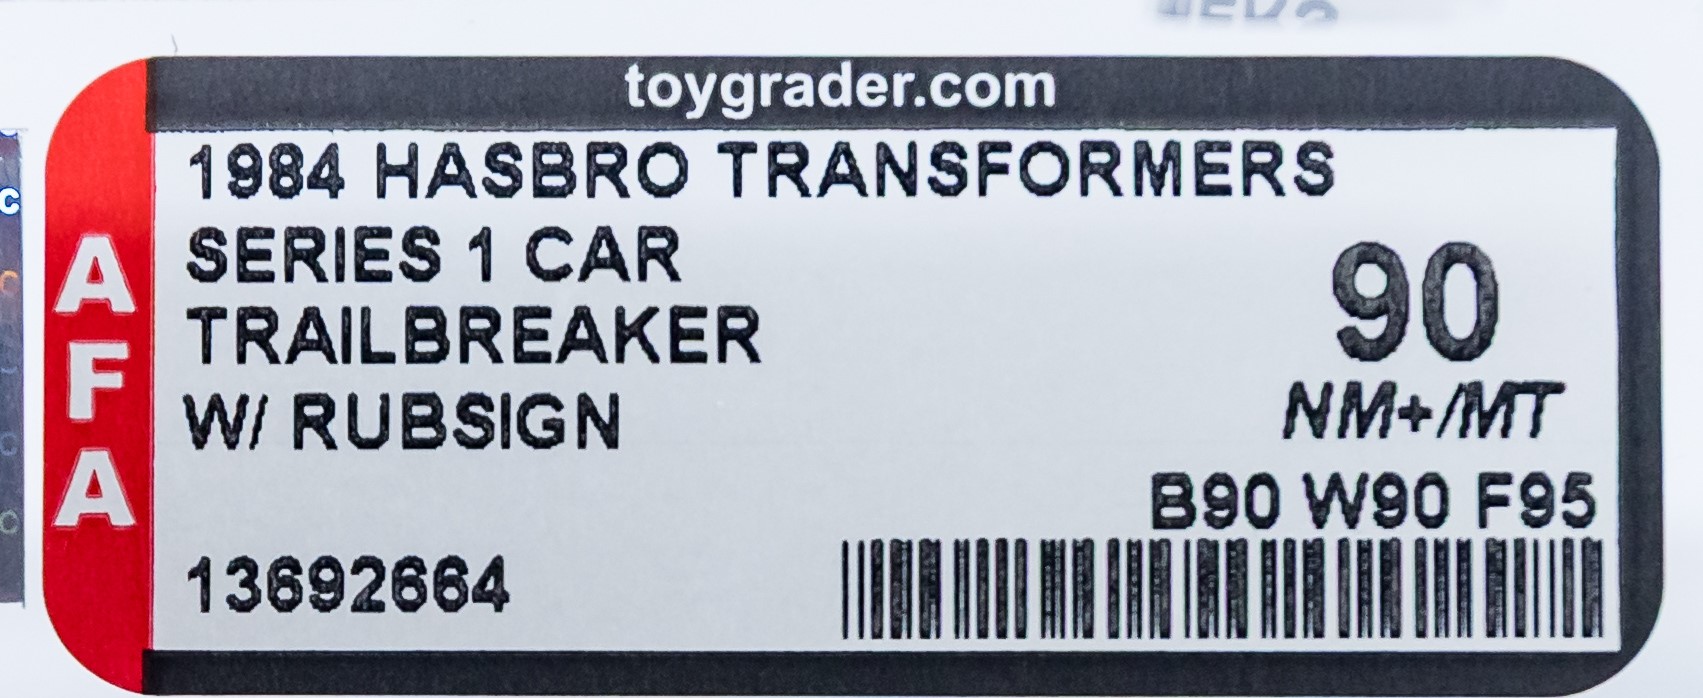 toygrader.com
AFA
1984 HASBRO TRANSFORMERS
SERIES 1 CAR
TRAILBREAKER
W/ RUBSIGN
90
NM+/MT
B90 W90 F95
13692664